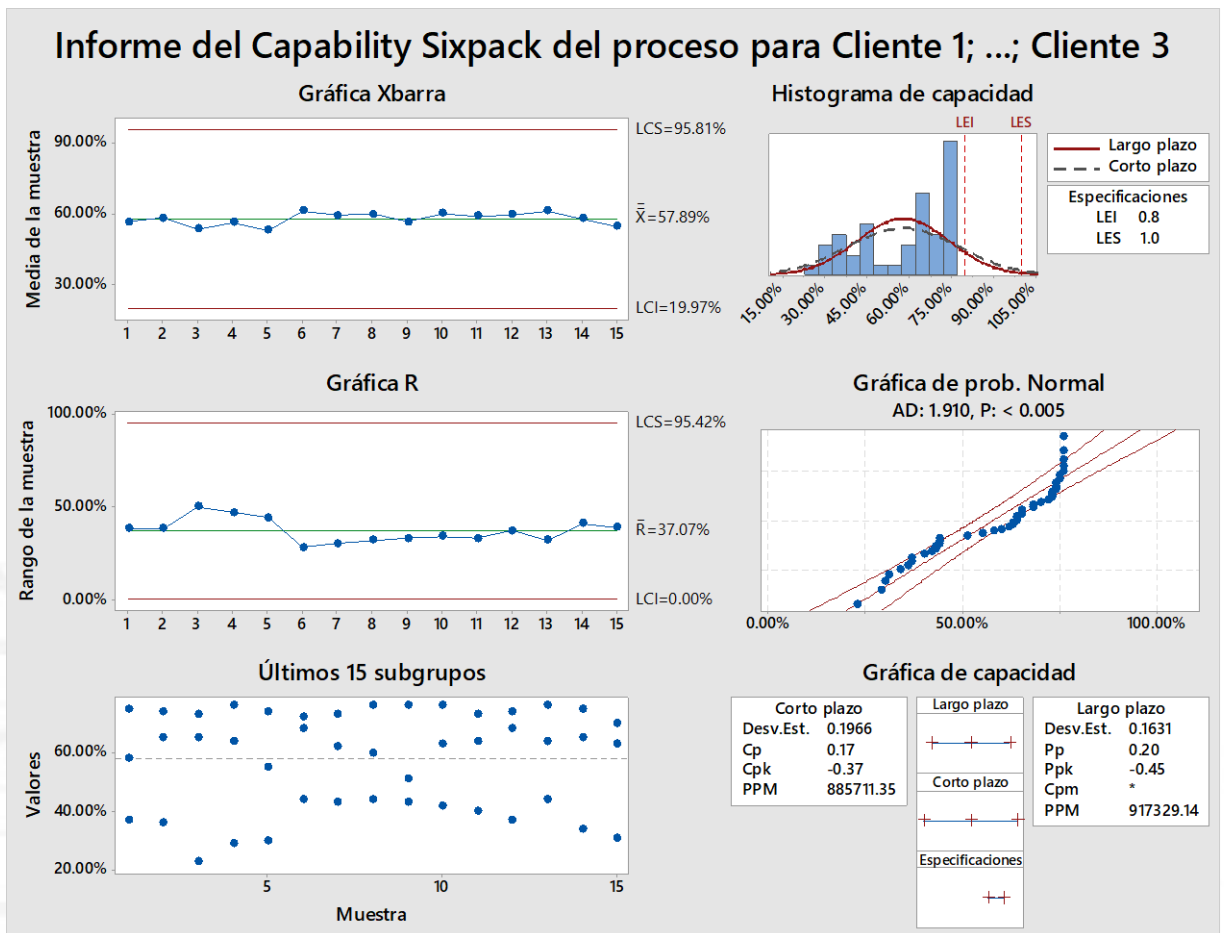 Informe del Capability Sixpack del proceso para Cliente 1; ...; Cliente 3
Gráfica Xbarra
Media de la muestra
90.00%
60.00%
30.00%
1 2 3 4 5 6 7 8 9 10 11 12 13 14 15
LCS=95.81%
X=57.89%
LCI=19.97%
Histograma de capacidad
LEI LES
15.00% 30.00% 45.00% 60.00% 75.00% 90.00% 105.00%
Largo plazo
Corto plazo
Especificaciones
LEI 0.8
LES 1.0
Gráfica R
Rango de la muestra
100.00%
50.00%
0.00%
1 2 3 4 5 6 7 8 9 10 11 12 13 14 15
LCS=95.42%
R=37.07%
LCI=0.00%
Gráfica de prob. Normal
AD: 1.910, P: < 0.005
0.00% 50.00% 100.00%
Últimos 15 subgrupos
Valores
60.00%
40.00%
20.00%
5 10 15
Muestra
Gráfica de capacidad
Corto plazo
Desv.Est. 0.1966
Cp 0.17
Cpk -0.37
PPM 885711.35
Largo plazo
Corto plazo
Especificaciones
Largo plazo
Desv.Est. 0.1631
Pp 0.20
Ppk -0.45
Cpm *
PPM 917329.14